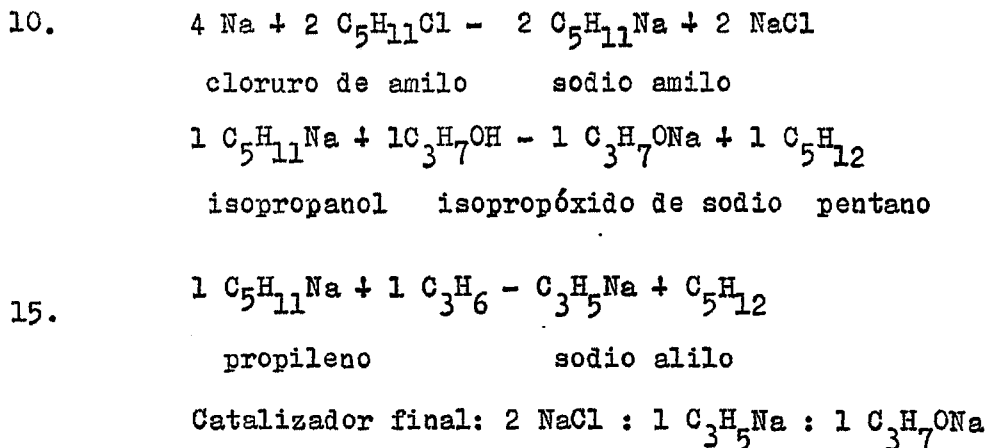 10. 4 Na + 2 C5H11Cl - 2 C5H11Na + 2 NaCl
cloruro de amilo sodio amilo
1 C5H11Na + 1C3H7OH - 1 C3H7ONa + 1 C5H12
isopropanol isopropóxido de sodio pentano
15. 1 C5H11Na + 1 C3H6 - C3H5Na + C5H12
propileno sodio alilo
Catalizador final: 2 NaCl : 1 C3H5Na : 1 C3H7ONa